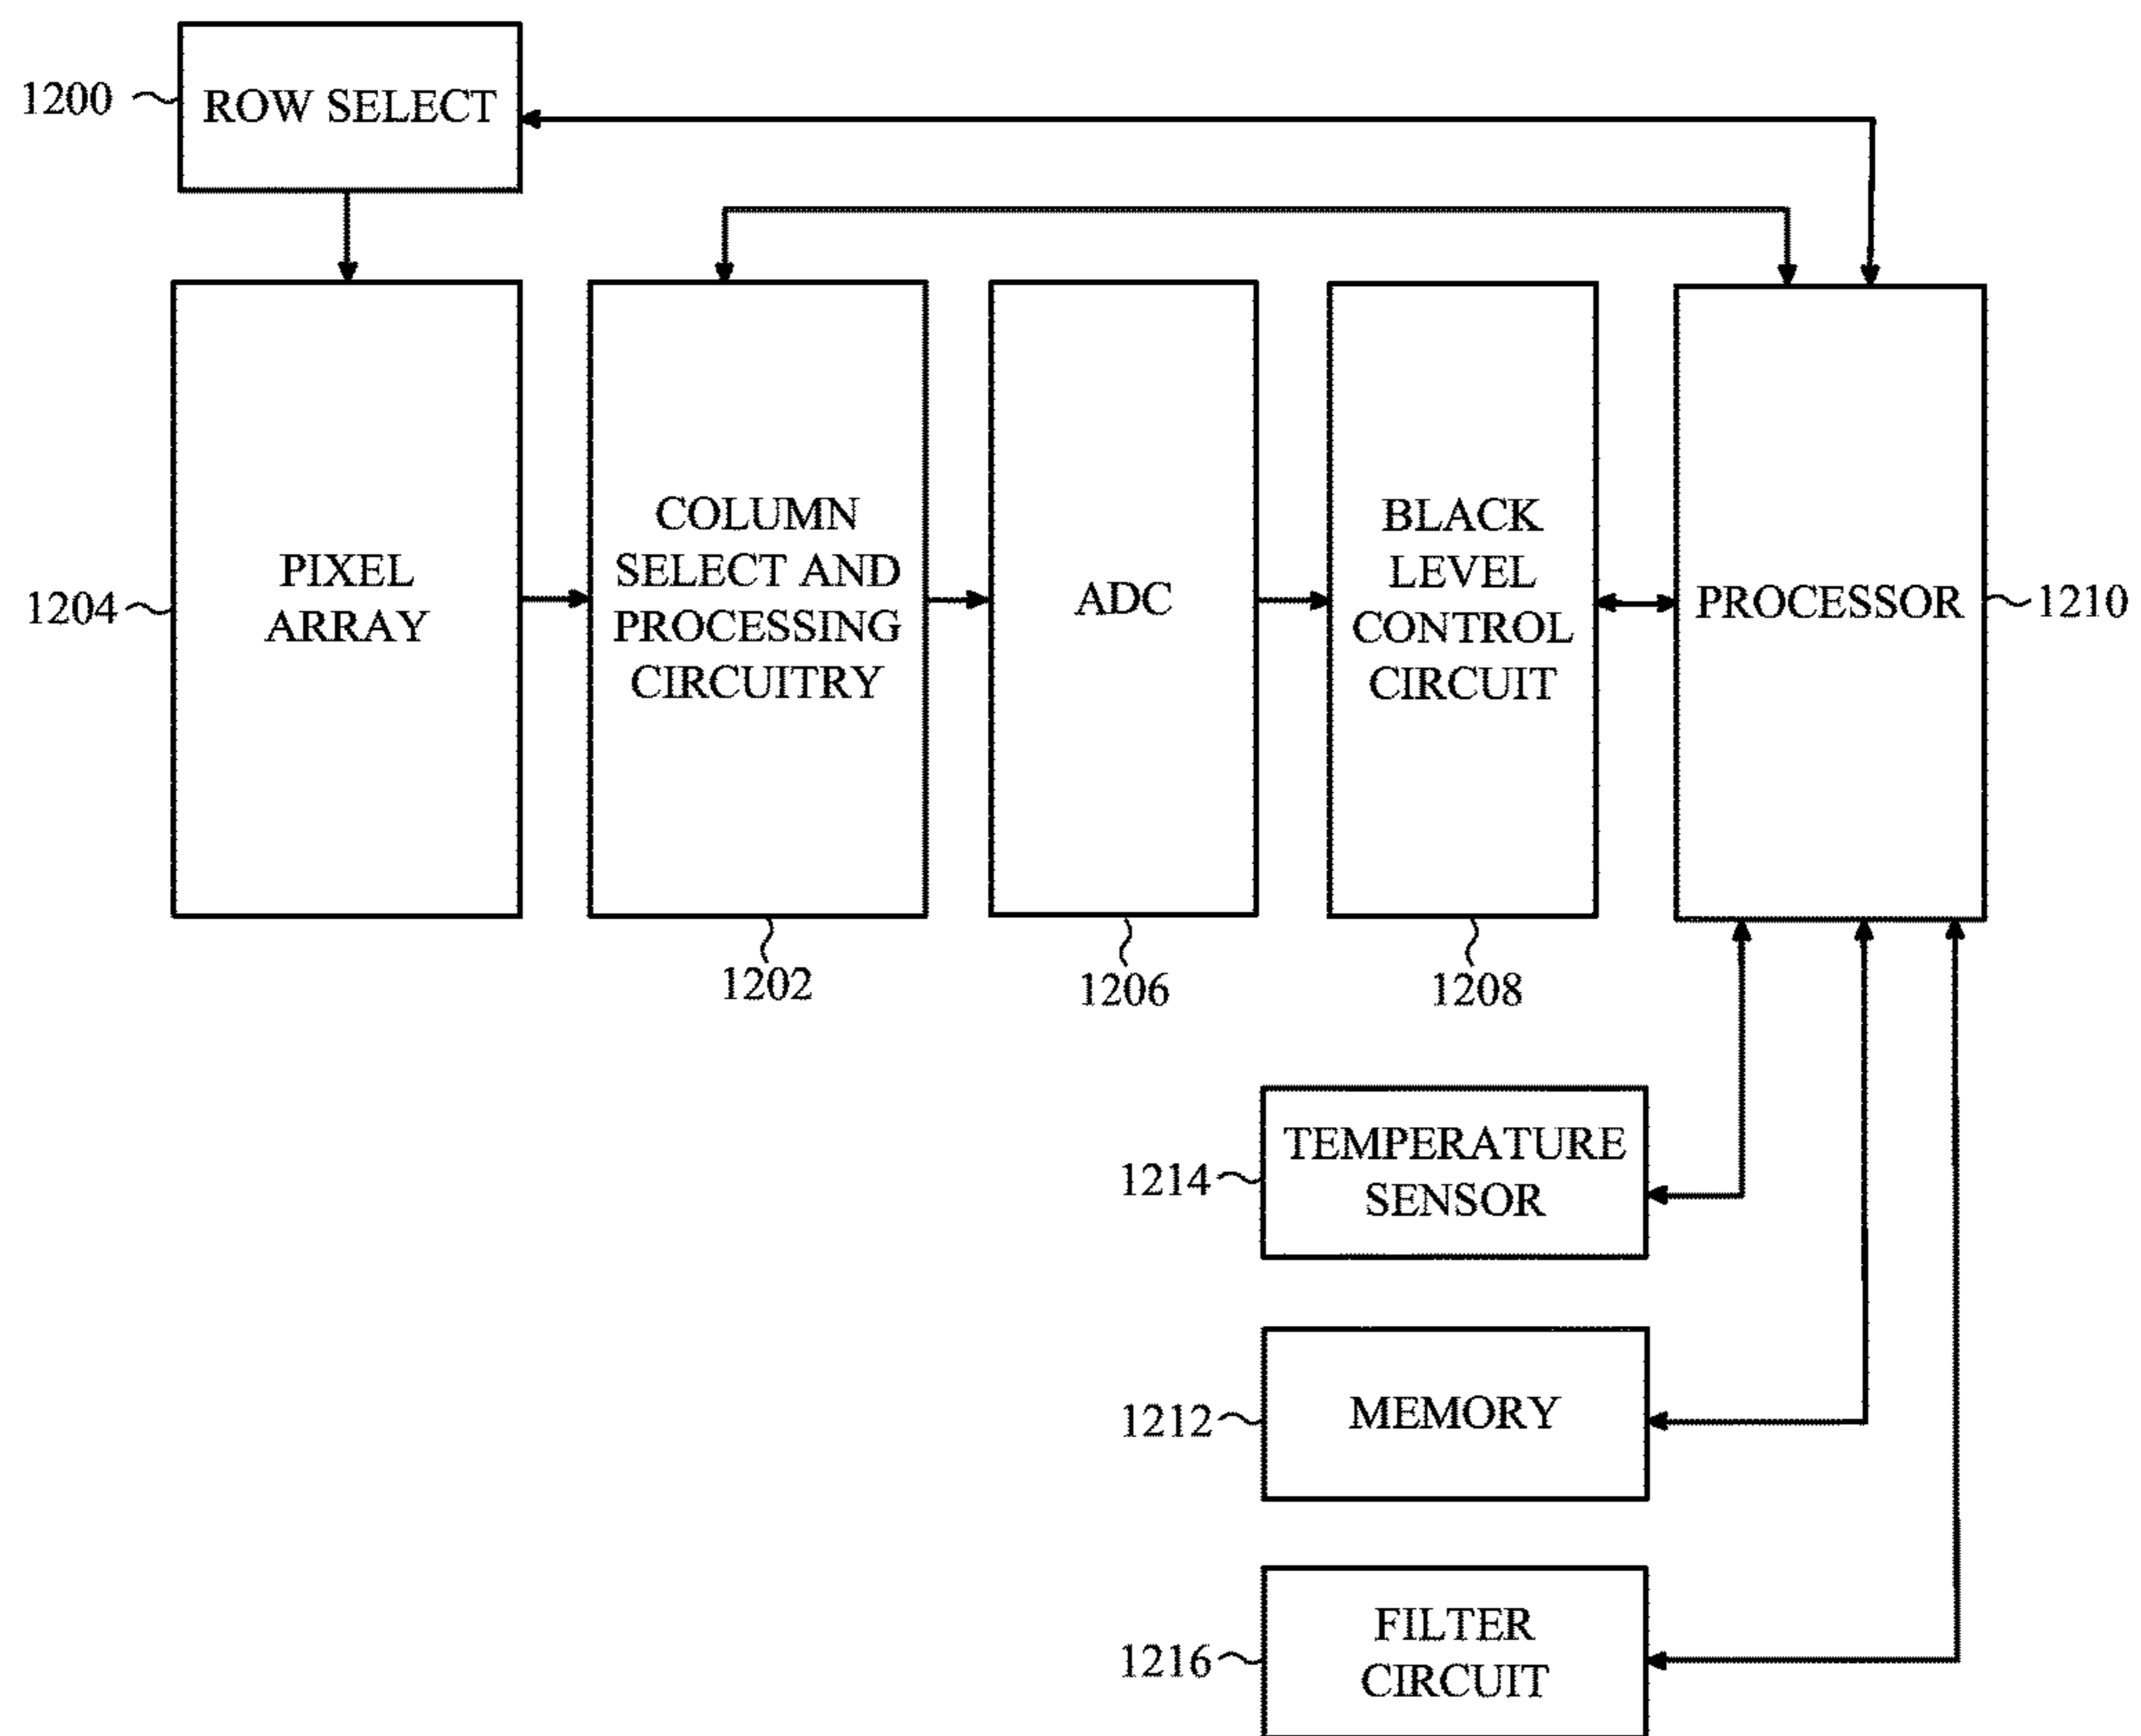 1200
ROW SELECT
1204
PIXEL
ARRAY
COLUMN
SELECT AND
PROCESSING
CIRCUITRY
1202
ADC
1206
BLACK
LEVEL
CONTROL
CIRCUIT
1208
PROCESSOR
1210
1214
TEMPERATURE
SENSOR
1212
MEMORY
1216
FILTER
CIRCUIT